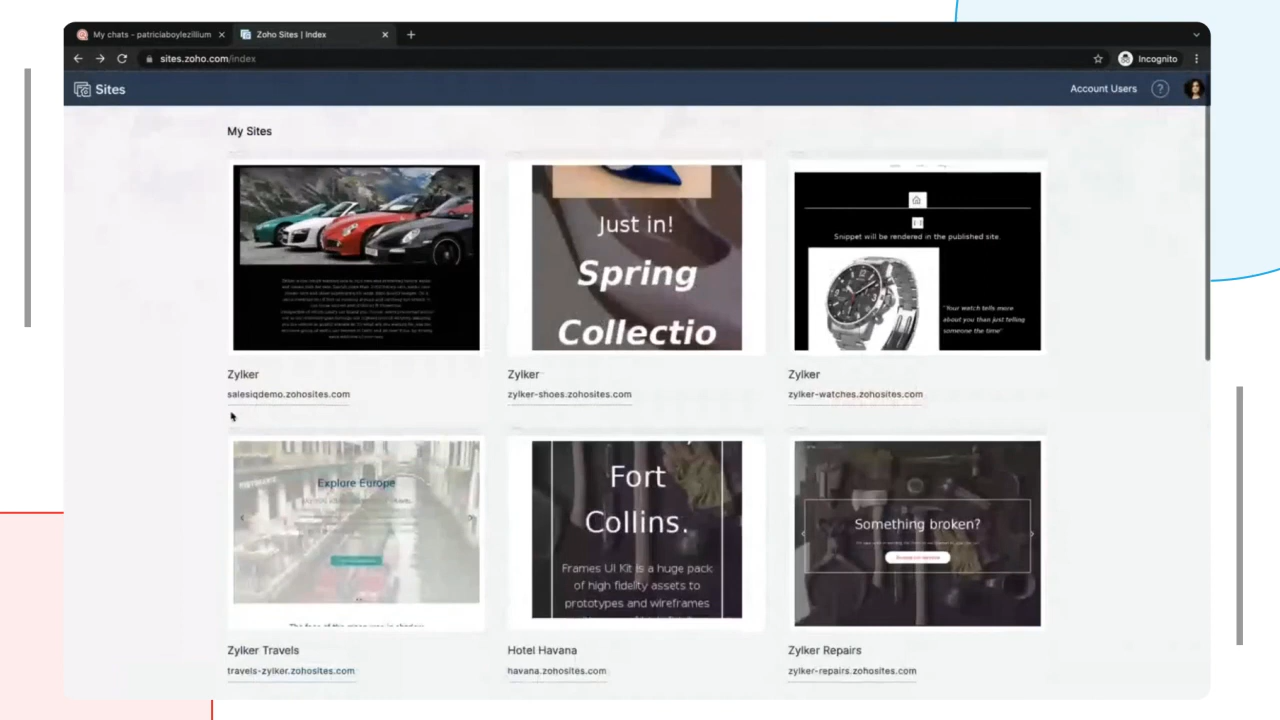 My chats - patriciaboylezillium
Zoho Sites | Index
sites.zoho.com/index
Incognito
Sites
Account Users
?
My Sites
Just in!
Spring
Collectio
Snippet will be rendered in the published site.
"Your watch tells more
about you than just telling
someone the time"
Zylker
salesiqdemo.zohosites.com
Zylker
zylker-shoes.zohosites.com
Zylker
zylker-watches.zohosites.com
Explore Europe
Fort
Collins.
Frames UI Kit is a huge pack
of high fidelity assets to
prototypes and wireframes
Something broken?
Zylker Travels
travels-zylker.zohosites.com
Hotel Havana
havana.zohosites.com
Zylker Repairs
zylker-repairs.zohosites.com